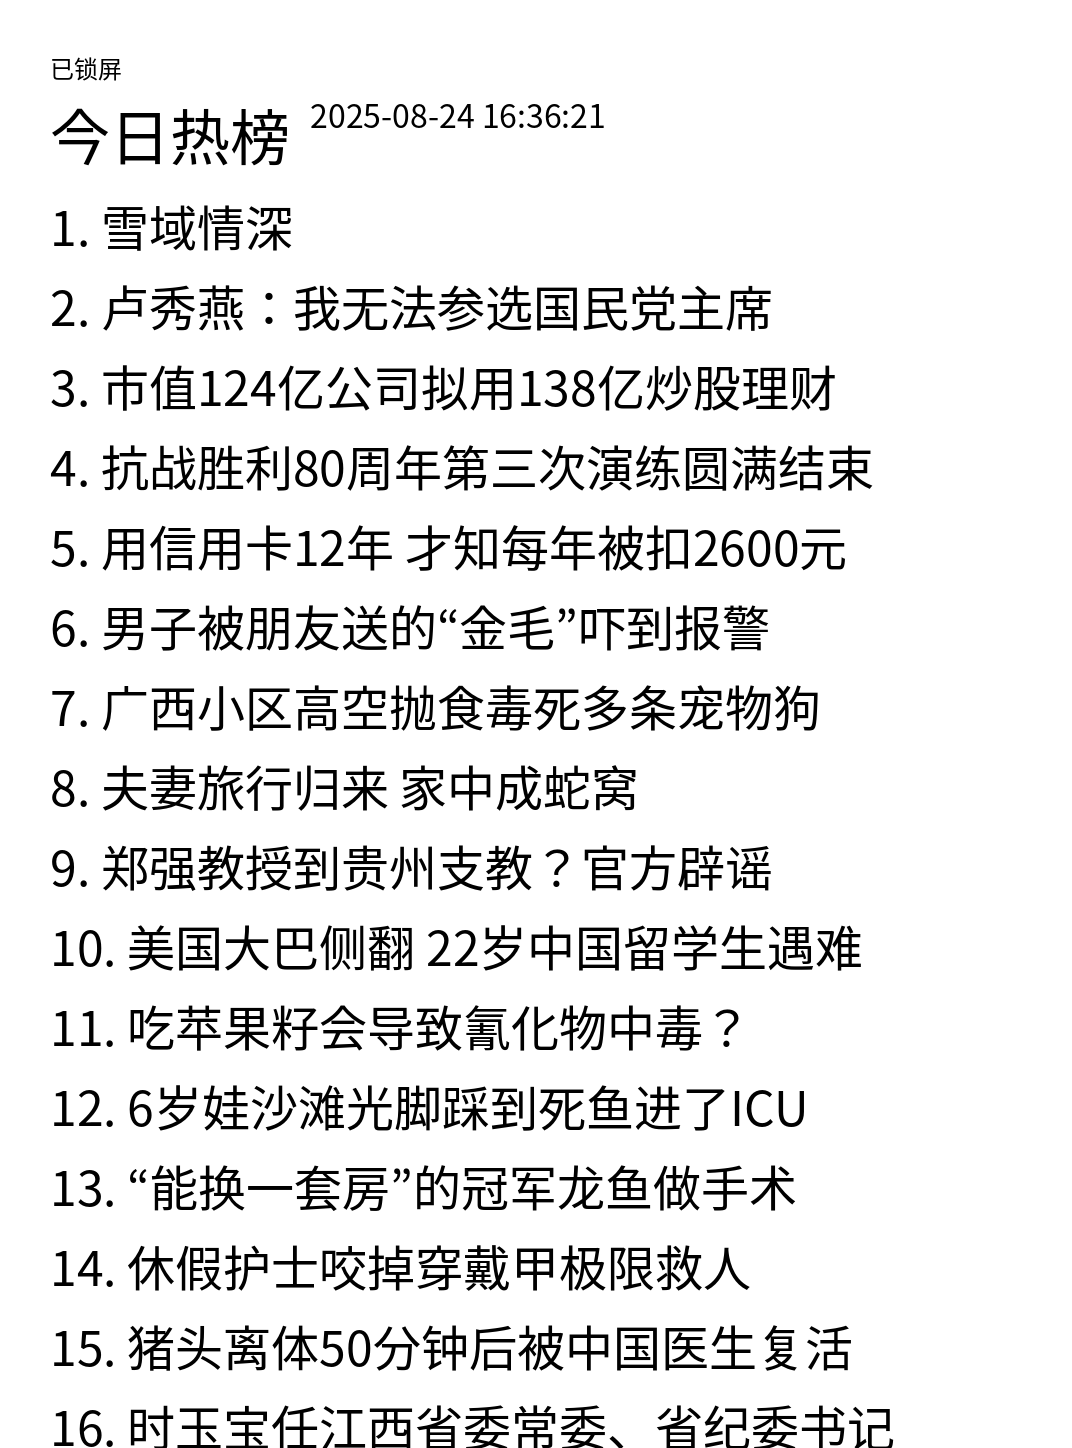 已锁屏
今日热榜 2025-08-24 16:36:21
1. 雪域情深
2. 卢秀燕：我无法参选国民党主席
3. 市值124亿公司拟用138亿炒股理财
4. 抗战胜利80周年第三次演练圆满结束
5. 用信用卡12年 才知每年被扣2600元
6. 男子被朋友送的“金毛”吓到报警
7. 广西小区高空抛食毒死多条宠物狗
8. 夫妻旅行归来 家中成蛇窝
9. 郑强教授到贵州支教？官方辟谣
10. 美国大巴侧翻 22岁中国留学生遇难
11. 吃苹果籽会导致氰化物中毒？
12. 6岁娃沙滩光脚踩到死鱼进了ICU
13. “能换一套房”的冠军龙鱼做手术
14. 休假护士咬掉穿戴甲极限救人
15. 猪头离体50分钟后被中国医生复活
16. 时玉宝任江西省委常委、省纪委书记